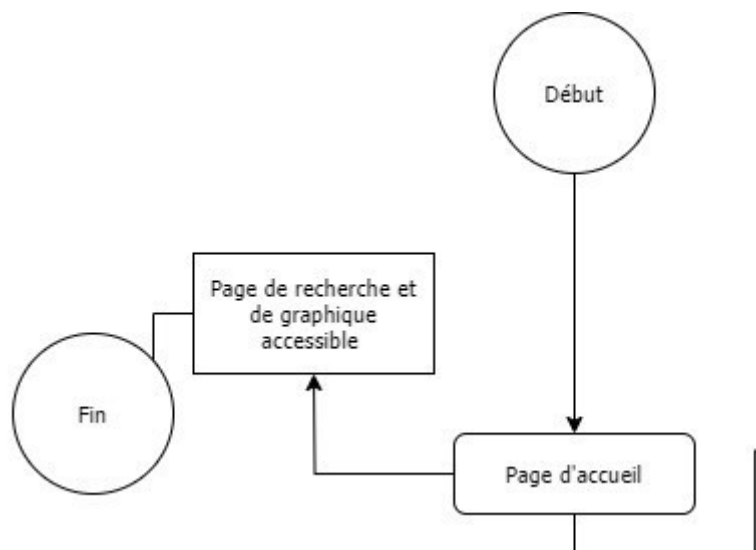 Début
Page de recherche et
de graphique
accessible
Fin
Page d'accueil